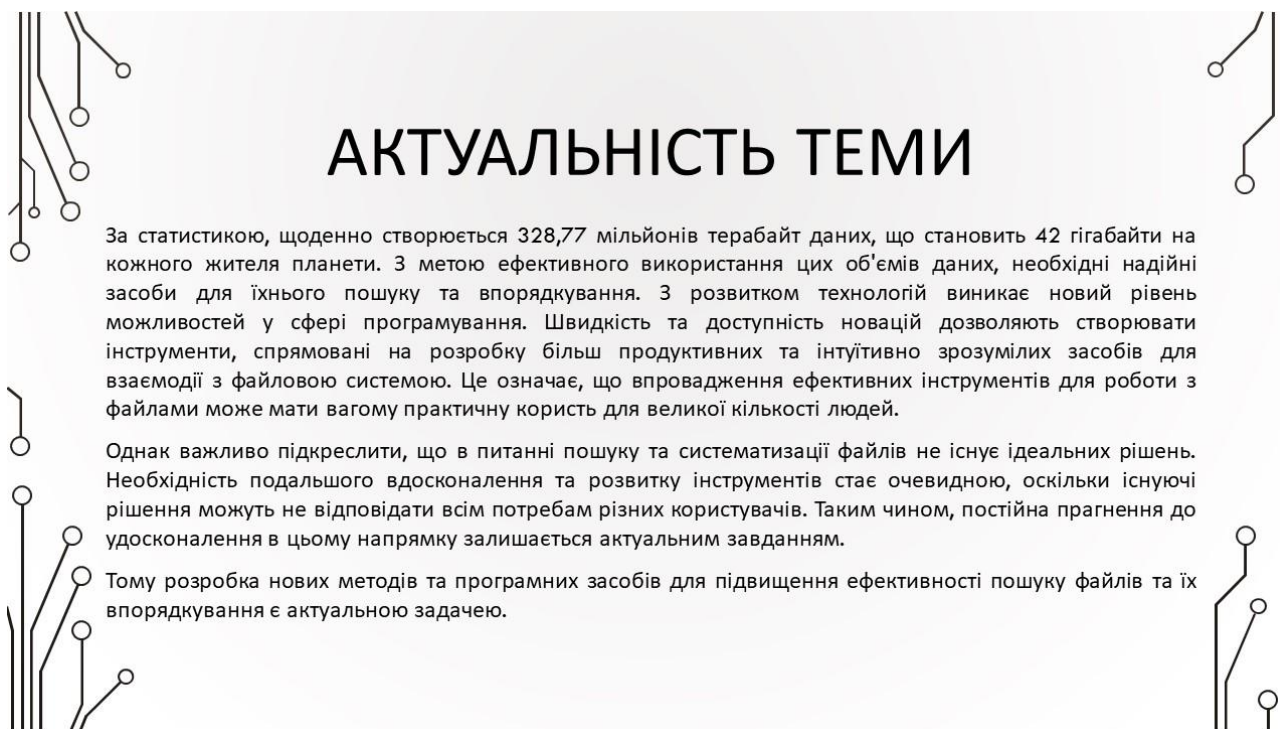 АКТУАЛЬНІСТЬ ТЕМИ
За статистикою, щоденно створюється 328,77 мільйонів терабайт даних, що становить 42 гігабайти на
кожного жителя планети. З метою ефективного використання цих об'ємів даних, необхідні надійні
засоби для їхнього пошуку та впорядкування. З розвитком технологій виникає новий рівень
можливостей у сфері програмування. Швидкість та доступність новацій дозволяють створювати
інструменти, спрямовані на розробку більш продуктивних та інтуїтивно зрозумілих засобів для
взаємодії з файловою системою. Це означає, що впровадження ефективних інструментів для роботи з
файлами може мати вагому практичну користь для великої кількості людей.
Однак важливо підкреслити, що в питанні пошуку та систематизації файлів не існує ідеальних рішень.
Необхідність подальшого вдосконалення та розвитку інструментів стає очевидною, оскільки існуючі
рішення можуть не відповідати всім потребам різних користувачів. Таким чином, постійна прагнення до
удосконалення в цьому напрямку залишається актуальним завданням.
Тому розробка нових методів та програмних засобів для підвищення ефективності пошуку файлів та їх
впорядкування є актуальною задачею.